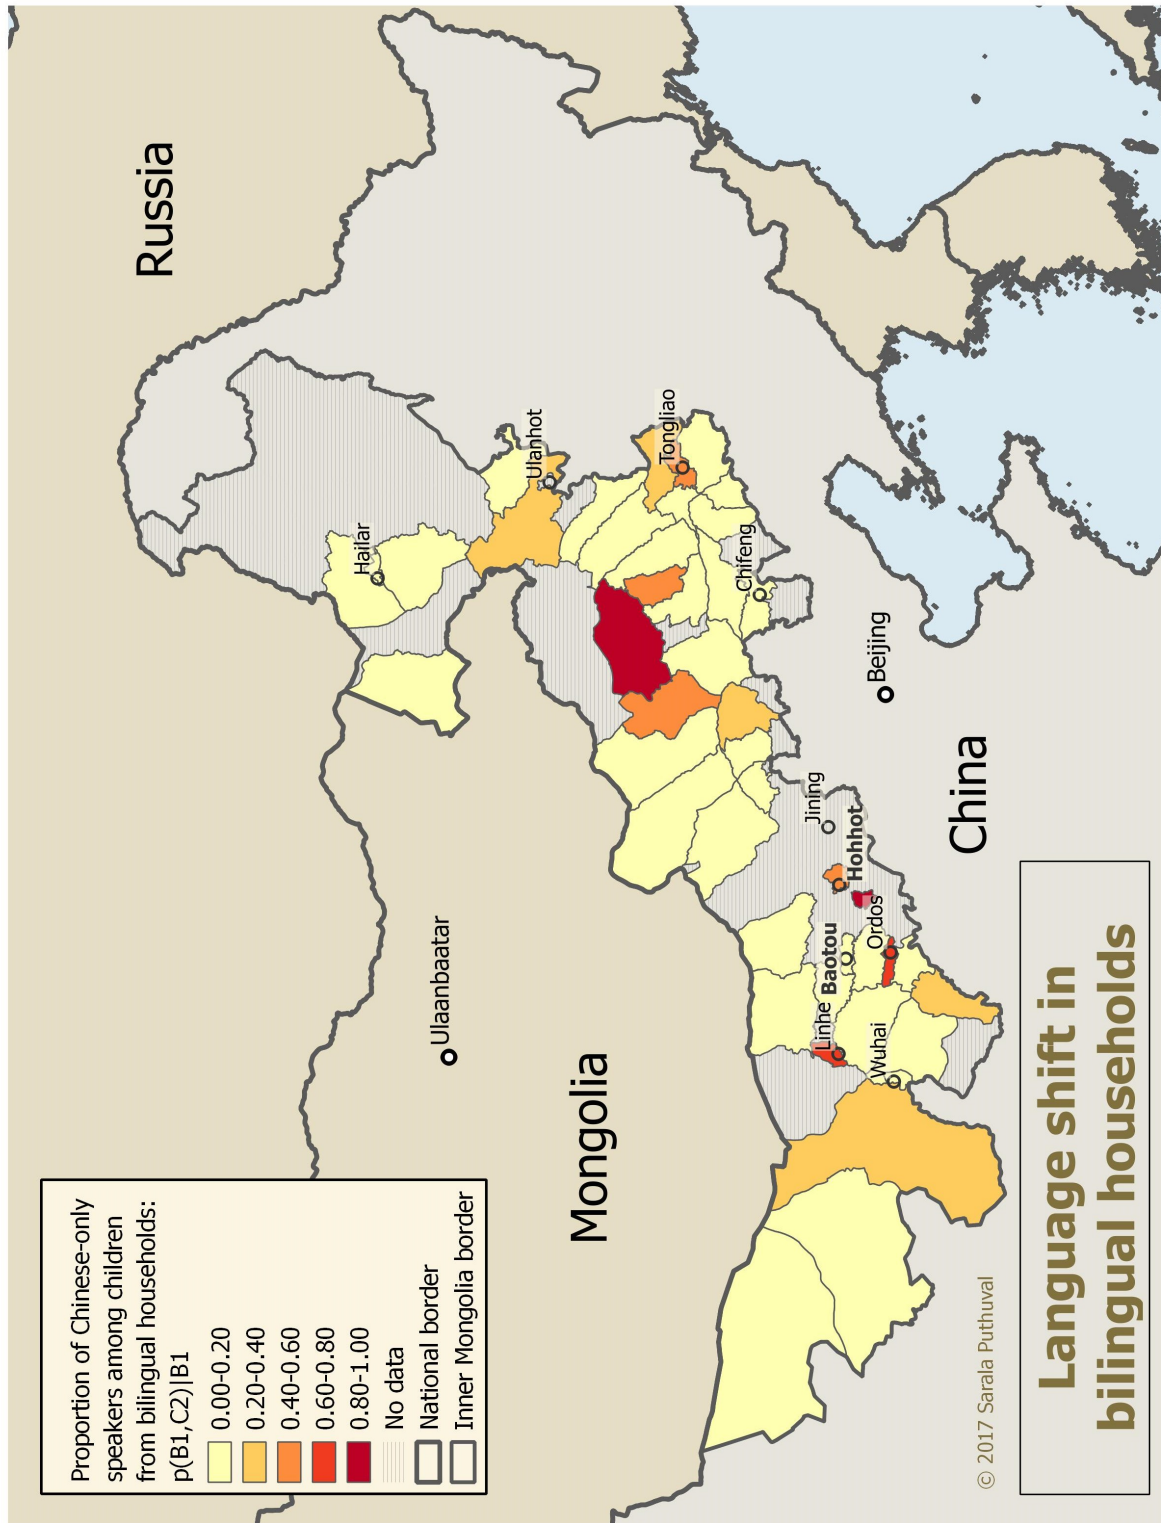 Proportion of Chinese-only
speakers among children
from bilingual households:
p(B1,C2)|B1
0.00-0.20
0.20-0.40
0.40-0.60
0.60-0.80
0.80-1.00
No data
National border
Inner Mongolia border
Russia
Mongolia
China
Ulaanbaatar
Beijing
Hailar
Ulanhot
Tongliao
Chifeng
Jining
Hohhot
Baotou
Ordos
Linhe
Wuhai
© 2017 Sarala Puthuval
Language shift in
bilingual households